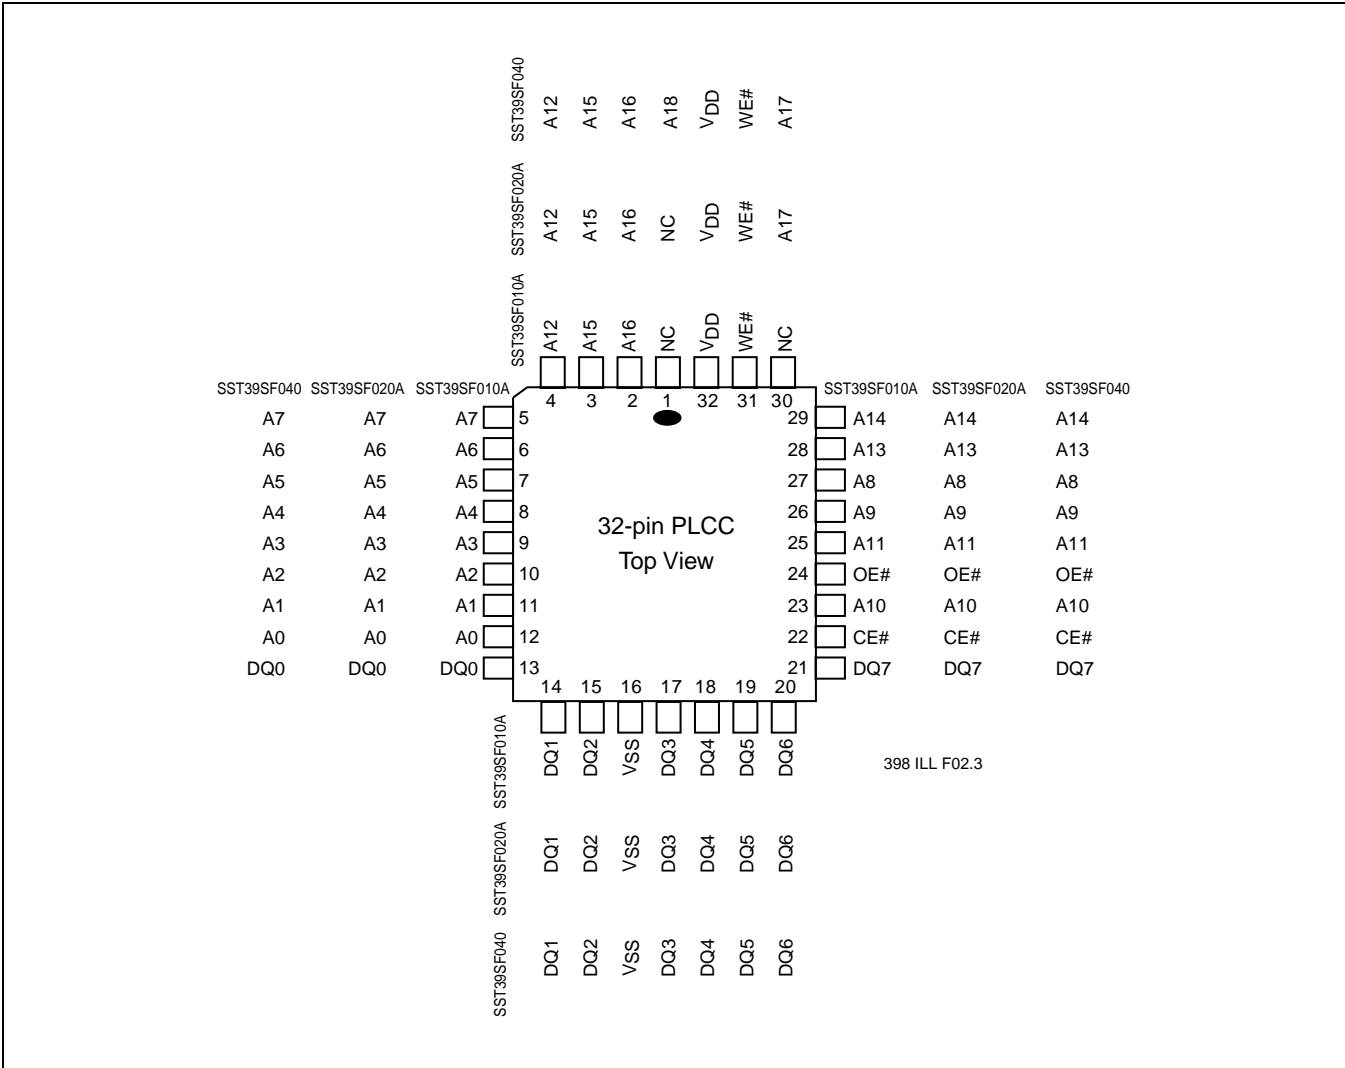 SST39SF040 A12 A15 A16 A18 VDD WE# A17
SST39SF020A A12 A15 A16 NC VDD WE# A17
SST39SF010A A12 A15 A16 NC VDD WE# NC
SST39SF040 SST39SF020A SST39SF010A 4 3 2 1 32 31 30 SST39SF010A SST39SF020A SST39SF040
A7 A7 A7 5 29 A14 A14 A14
A6 A6 A6 6 28 A13 A13 A13
A5 A5 A5 7 27 A8 A8 A8
A4 A4 A4 8 26 A9 A9 A9
32-pin PLCC
A3 A3 A3 9 25 A11 A11 A11
Top View
A2 A2 A2 10 24 OE# OE# OE#
A1 A1 A1 11 23 A10 A10 A10
A0 A0 A0 12 22 CE# CE# CE#
DQ0 DQ0 DQ0 13 21 DQ7 DQ7 DQ7
14 15 16 17 18 19 20
SST39SF010A DQ1 DQ2 VSS DQ3 DQ4 DQ5 DQ6
398 ILL F02.3
SST39SF020A DQ1 DQ2 VSS DQ3 DQ4 DQ5 DQ6
SST39SF040 DQ1 DQ2 VSS DQ3 DQ4 DQ5 DQ6